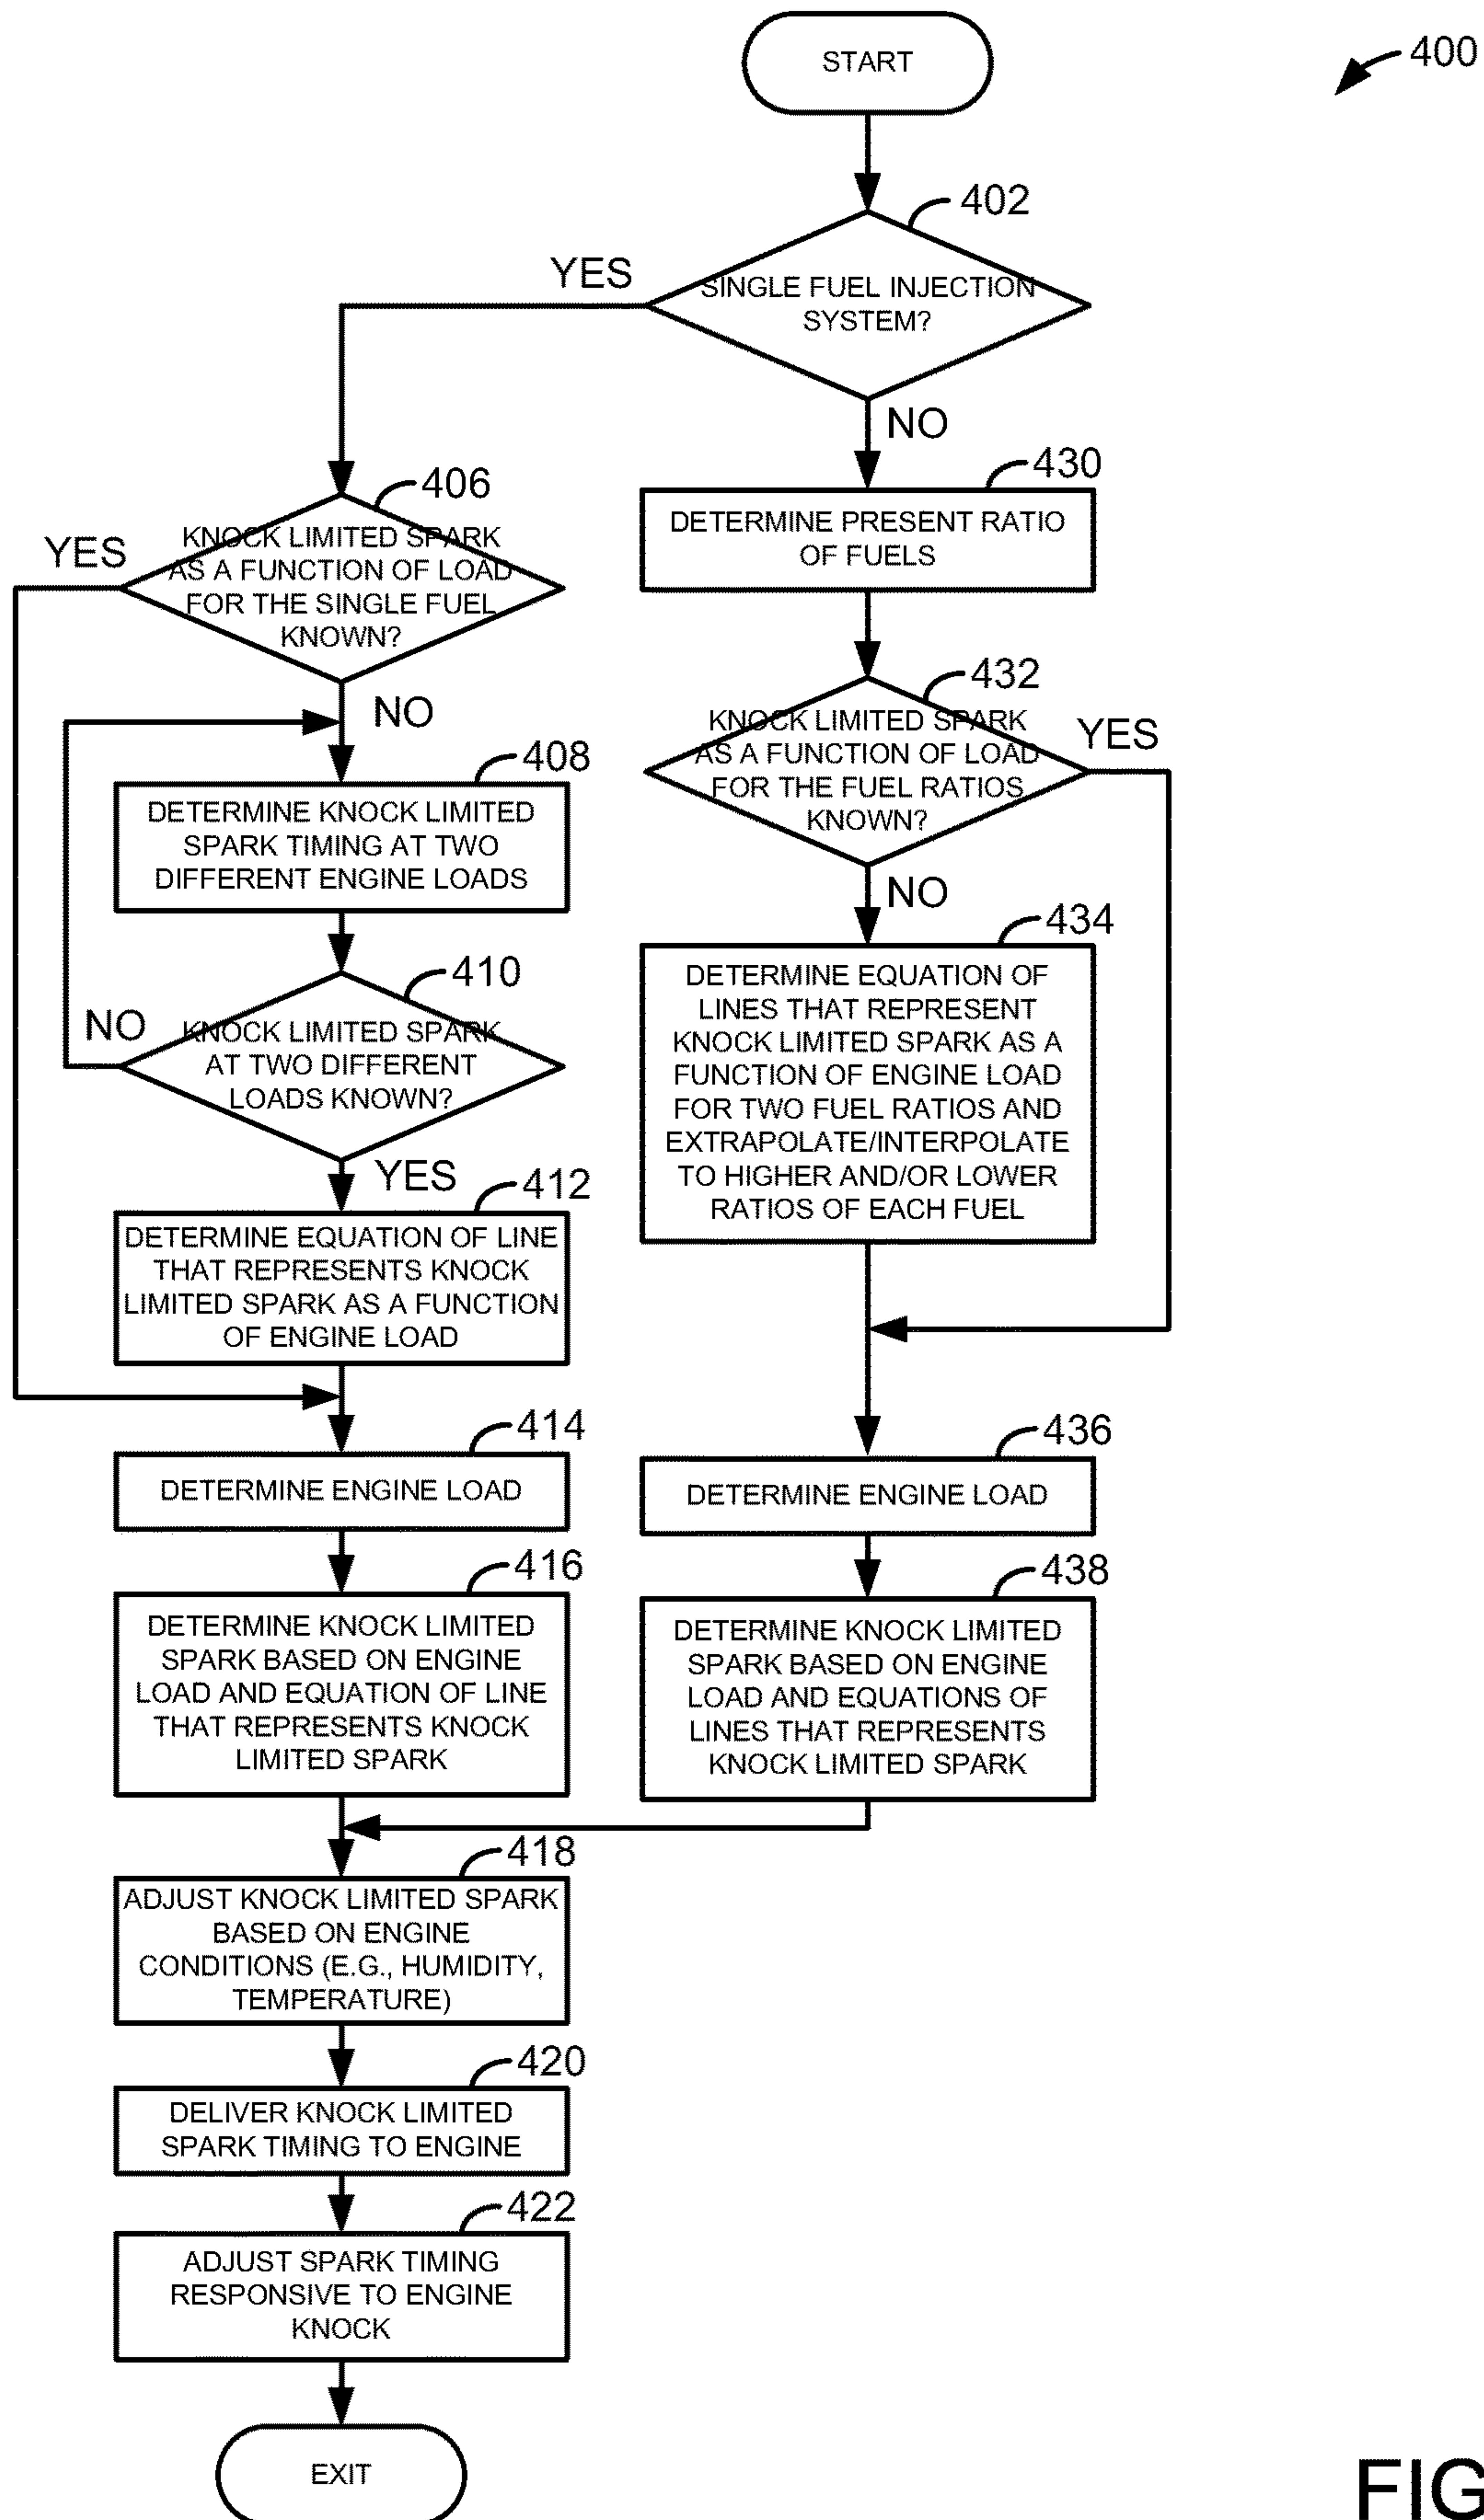 START
400
402
YES
SINGLE FUEL INJECTION
SYSTEM?
NO
406
430
YES
KNOCK LIMITED SPARK
AS A FUNCTION OF LOAD
FOR THE SINGLE FUEL
KNOWN?
DETERMINE PRESENT RATIO
OF FUELS
NO
432
KNOCK LIMITED SPARK
AS A FUNCTION OF LOAD
FOR THE FUEL RATIOS
KNOWN?
YES
408
DETERMINE KNOCK LIMITED
SPARK TIMING AT TWO
DIFFERENT ENGINE LOADS
NO
410
NO
KNOCK LIMITED SPARK
AT TWO DIFFERENT
LOADS KNOWN?
434
DETERMINE EQUATION OF
LINES THAT REPRESENT
KNOCK LIMITED SPARK AS A
FUNCTION OF ENGINE LOAD
FOR TWO FUEL RATIOS AND
EXTRAPOLATE/INTERPOLATE
TO HIGHER AND/OR LOWER
RATIOS OF EACH FUEL
YES
412
DETERMINE EQUATION OF LINE
THAT REPRESENTS KNOCK
LIMITED SPARK AS A FUNCTION
OF ENGINE LOAD
414
DETERMINE ENGINE LOAD
436
DETERMINE ENGINE LOAD
416
DETERMINE KNOCK LIMITED
SPARK BASED ON ENGINE
LOAD AND EQUATION OF LINE
THAT REPRESENTS KNOCK
LIMITED SPARK
438
DETERMINE KNOCK LIMITED
SPARK BASED ON ENGINE
LOAD AND EQUATIONS OF
LINES THAT REPRESENTS
KNOCK LIMITED SPARK
418
ADJUST KNOCK LIMITED SPARK
BASED ON ENGINE
CONDITIONS (E.G., HUMIDITY,
TEMPERATURE)
420
DELIVER KNOCK LIMITED
SPARK TIMING TO ENGINE
422
ADJUST SPARK TIMING
RESPONSIVE TO ENGINE
KNOCK
EXIT
FIG